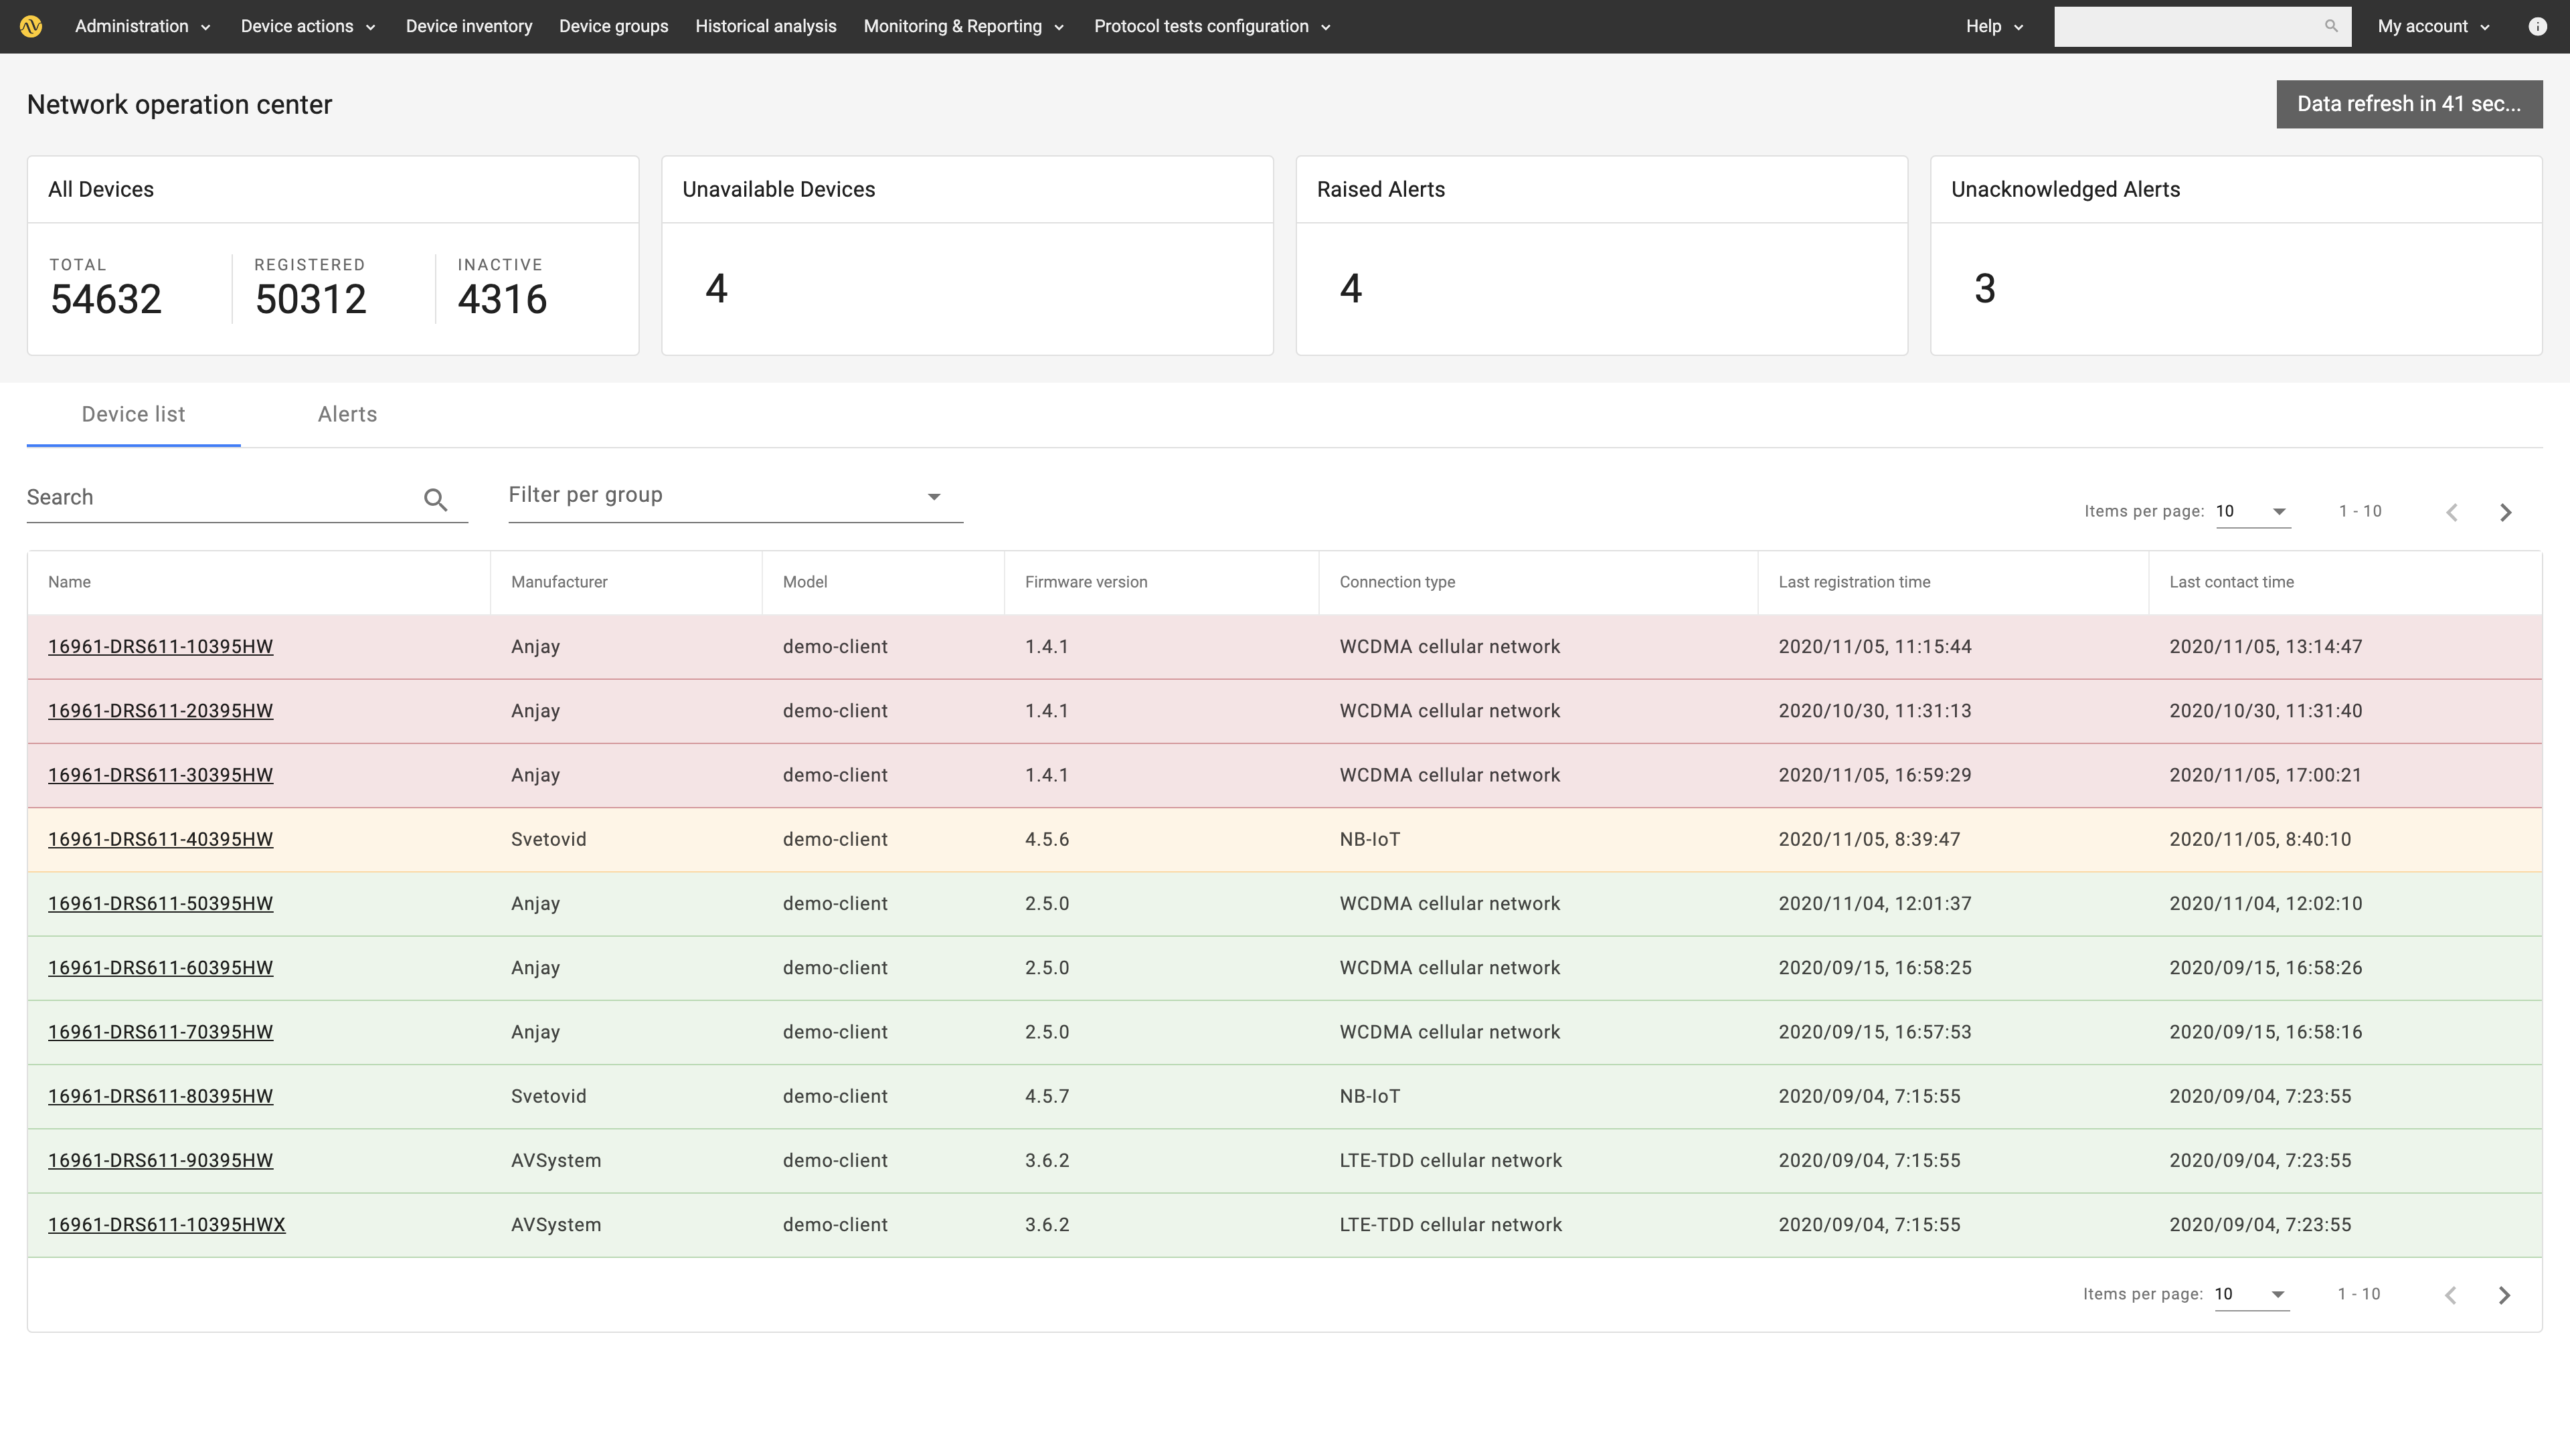 Administration Device actions Device inventory Device groups Historical analysis Monitoring & Reporting Protocol tests configuration Help My account
Network operation center
Data refresh in 41 sec...
All Devices Unavailable Devices Raised Alerts Unacknowledged Alerts
TOTAL REGISTERED INACTIVE
54632 50312 4316 4 4 3
Device list Alerts
Search Filter per group Items per page: 10 1 - 10
Name Manufacturer Model Firmware version Connection type Last registration time Last contact time
16961-DRS611-10395HW Anjay demo-client 1.4.1 WCDMA cellular network 2020/11/05, 11:15:44 2020/11/05, 13:14:47
16961-DRS611-20395HW Anjay demo-client 1.4.1 WCDMA cellular network 2020/10/30, 11:31:13 2020/10/30, 11:31:40
16961-DRS611-30395HW Anjay demo-client 1.4.1 WCDMA cellular network 2020/11/05, 16:59:29 2020/11/05, 17:00:21
16961-DRS611-40395HW Svetovid demo-client 4.5.6 NB-IoT 2020/11/05, 8:39:47 2020/11/05, 8:40:10
16961-DRS611-50395HW Anjay demo-client 2.5.0 WCDMA cellular network 2020/11/04, 12:01:37 2020/11/04, 12:02:10
16961-DRS611-60395HW Anjay demo-client 2.5.0 WCDMA cellular network 2020/09/15, 16:58:25 2020/09/15, 16:58:26
16961-DRS611-70395HW Anjay demo-client 2.5.0 WCDMA cellular network 2020/09/15, 16:57:53 2020/09/15, 16:58:16
16961-DRS611-80395HW Svetovid demo-client 4.5.7 NB-IoT 2020/09/04, 7:15:55 2020/09/04, 7:23:55
16961-DRS611-90395HW AVSystem demo-client 3.6.2 LTE-TDD cellular network 2020/09/04, 7:15:55 2020/09/04, 7:23:55
16961-DRS611-10395HWX AVSystem demo-client 3.6.2 LTE-TDD cellular network 2020/09/04, 7:15:55 2020/09/04, 7:23:55
Items per page: 10 1 - 10